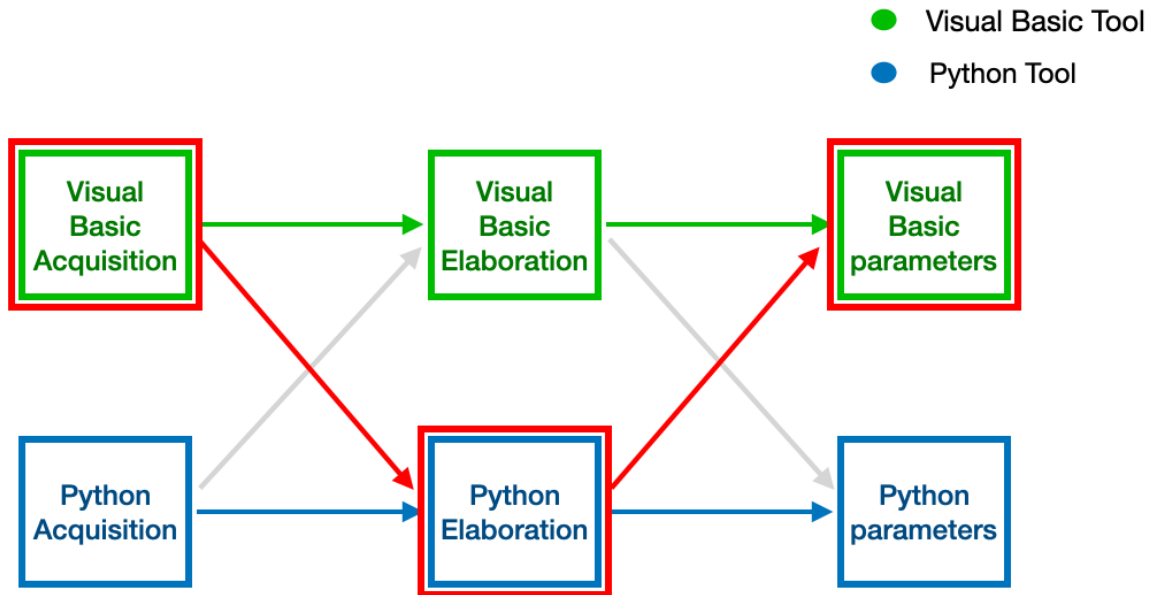 Visual Basic Tool
Python Tool
Visual
Basic
Acquisition
Visual
Basic
Elaboration
Visual
Basic
parameters
Python
Acquisition
Python
Elaboration
Python
parameters